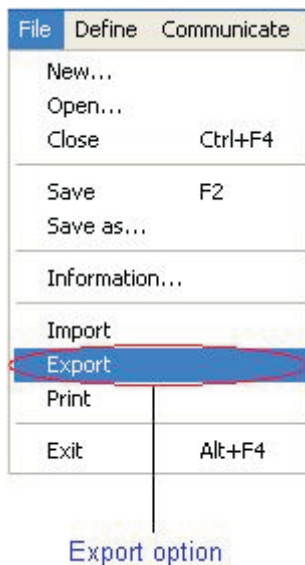 File Define Communicate
New...
Open...
Close Ctrl+F4
Save F2
Save as...
Information...
Import
Export
Print
Exit Alt+F4
Export option